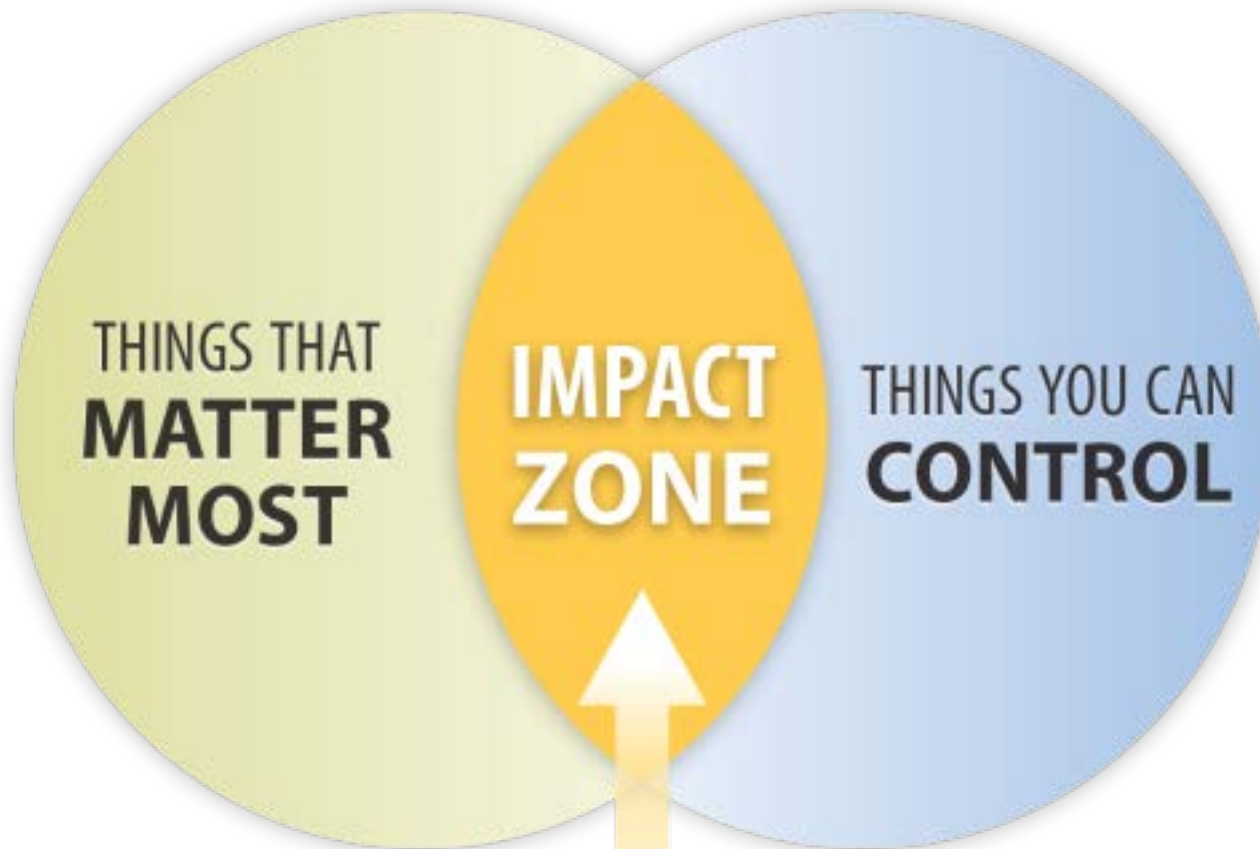 THINGS THAT
MATTER
MOST
IMPACT
ZONE
THINGS YOU CAN
CONTROL